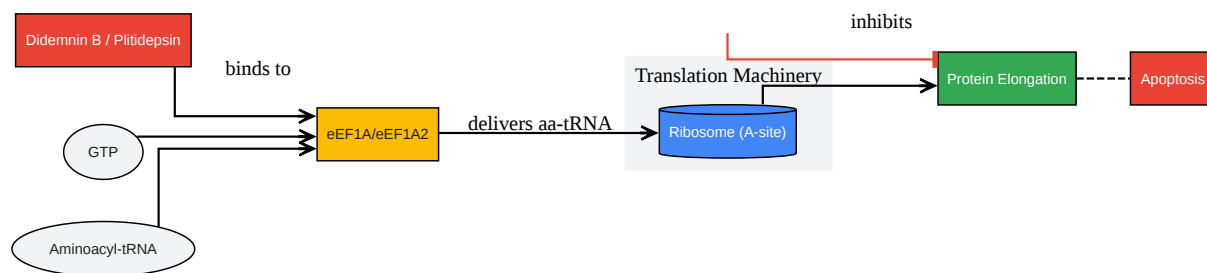 inhibits
Didemnin B / Plitidepsin
binds to
Translation Machinery
Protein Elongation
Apoptosis
GTP
eEF1A/eEF1A2
delivers aa-tRNA
Ribosome (A-site)
Aminoacyl-tRNA